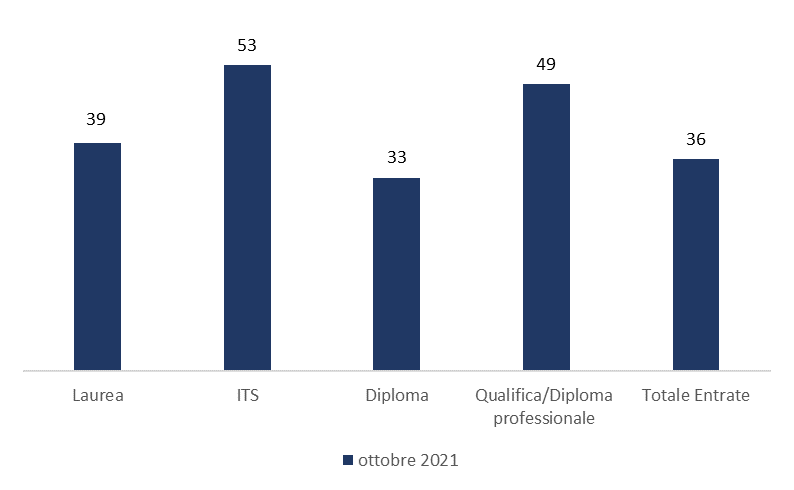 53
49
39
36
33
Laurea
ITS
Diploma
Qualifica/Diploma
professionale
Totale Entrate
ottobre 2021